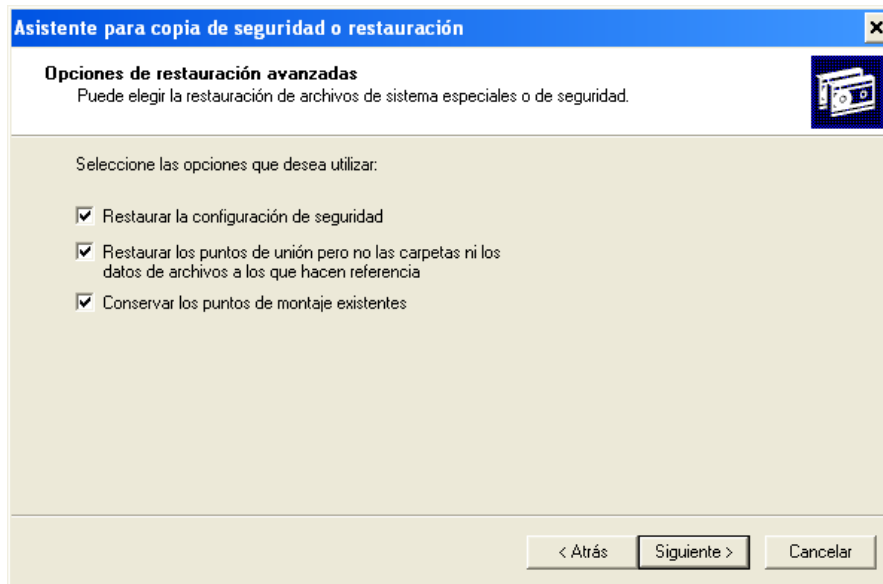 Asistente para copia de seguridad o restauración
Opciones de restauración avanzadas
Puede elegir la restauración de archivos de sistema especiales o de seguridad.
Seleccione las opciones que desea utilizar:
Restaurar la configuración de seguridad
Restaurar los puntos de unión pero no las carpetas ni los
datos de archivos a los que hacen referencia
Conservar los puntos de montaje existentes
< Atrás
Siguiente >
Cancelar